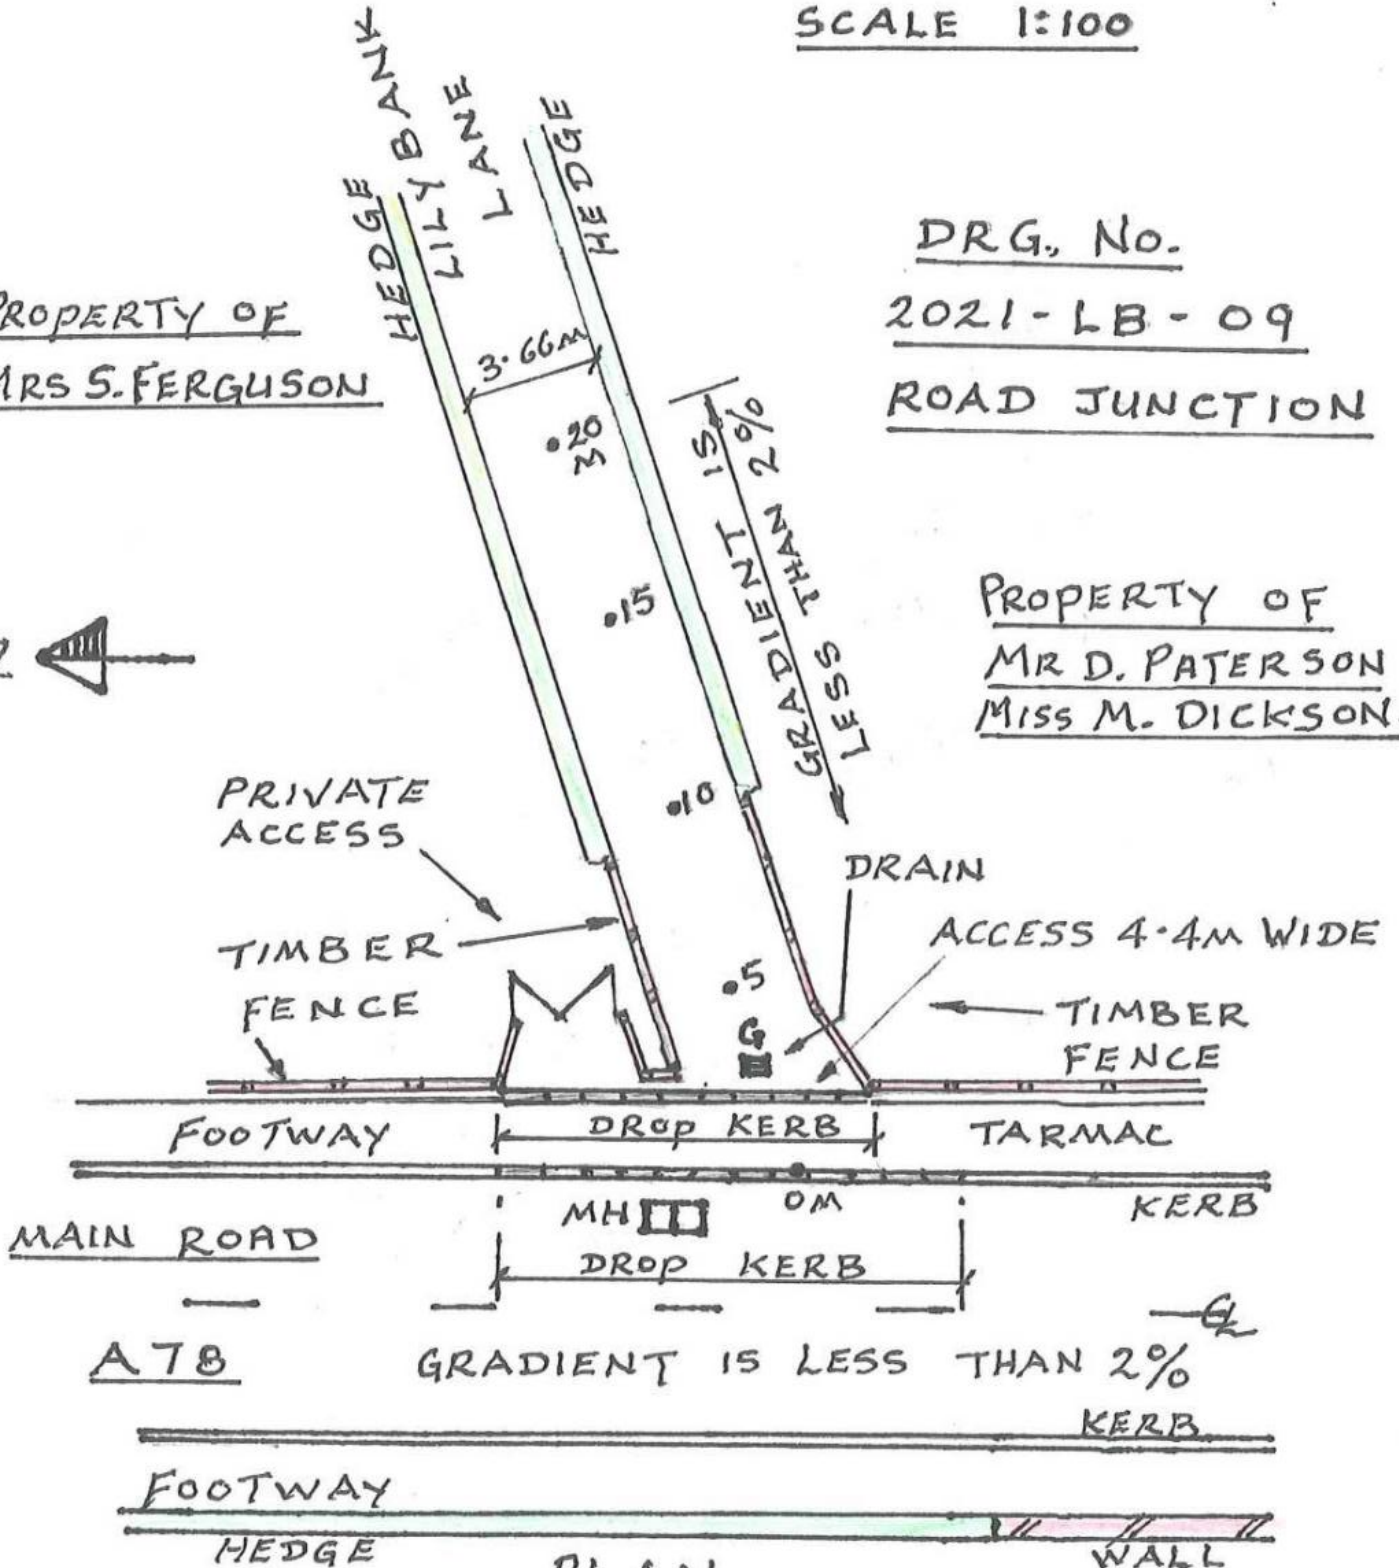 SCALE 1:100
LILY BANK
LANE
HEDGE
HEDGE
DRG., No.
2021-LB-09
ROAD JUNCTION
PROPERTY OF
MRS S. FERGUSON
3.66M
.20
M
.15
.10
.5
GRADIENT IS
LESS THAN 2%
PROPERTY OF
MR D. PATERSON
MISS M. DICKSON
PRIVATE
ACCESS
TIMBER
FENCE
DRAIN
ACCESS 4.4M WIDE
TIMBER
FENCE
G
FOOTWAY
DROP KERB
TARMAC
MH
OM
KERB
MAIN ROAD
DROP KERB
CL
A78
GRADIENT IS LESS THAN 2%
KERB
FOOTWAY
HEDGE
PLAN
WALL